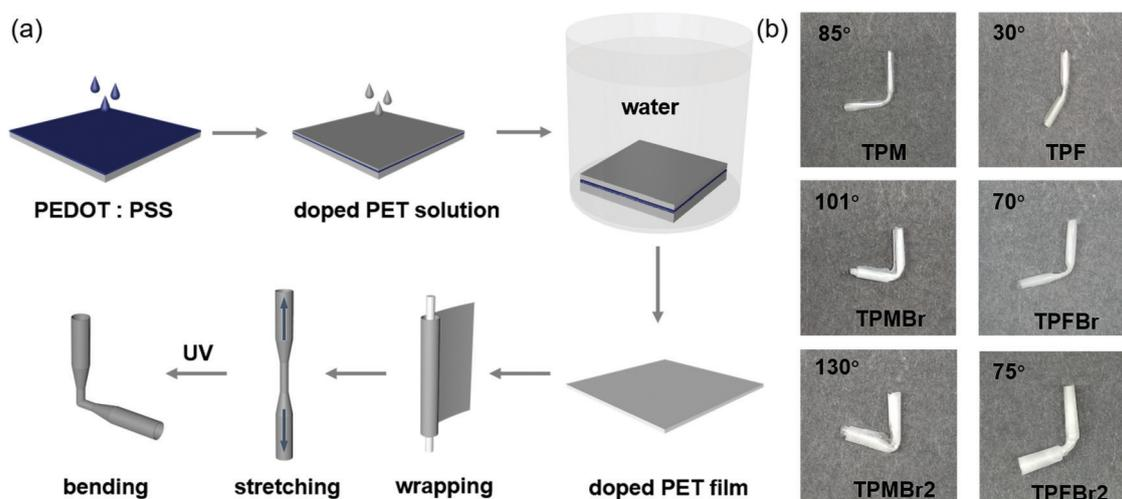 (a)
PEDOT : PSS
doped PET solution
water
UV
bending
stretching
wrapping
doped PET film
(b)
85°
TPM
30°
TPF
101°
TPMBr
70°
TPFBr
130°
TPMBr2
75°
TPFBr2